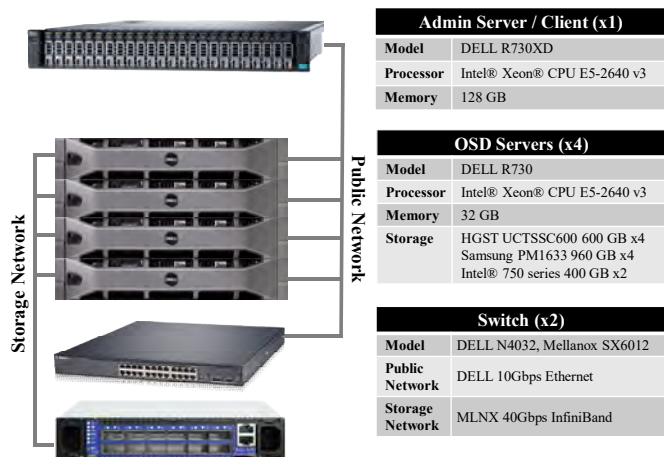 Admin Server / Client (x1)
Model DELL R730XD
Processor Intel® Xeon® CPU E5-2640 v3
Memory 128 GB
OSD Servers (x4)
Model DELL R730
Processor Intel® Xeon® CPU E5-2640 v3
Memory 32 GB
Storage HGST UCTSSC600 600 GB x4
Samsung PM1633 960 GB x4
Intel® 750 series 400 GB x2
Switch (x2)
Model DELL N4032, Mellanox SX6012
Public Network DELL 10Gbps Ethernet
Storage Network MLNX 40Gbps InfiniBand
Public Network
Storage Network